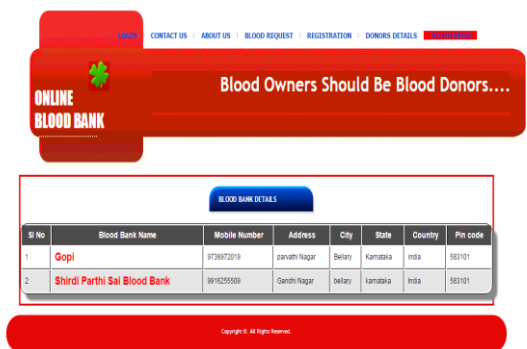 LOGIN CONTACT US ABOUT US BLOOD REQUEST REGISTRATION DONORS DETAILS
Blood Owners Should Be Blood Donors....
ONLINE
BLOOD BANK
BLOOD BANK DETAILS
Sl No Blood Bank Name Mobile Number Address City State Country Pin code
1 Gopi 9738972019 parvathi Nagar Bellary Karnataka india 583101
2 Shirdi Parthi Sai Blood Bank 9916255509 Gandhi Nagar bellary karnataka india 583101
Copyright ©. All Rights Reserved.